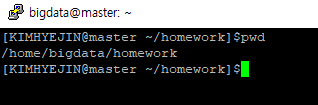 bigdata@master: ~
[KIMHYEJIN@master ~/homework]$pwd
/home/bigdata/homework
[KIMHYEJIN@master ~/homework]$